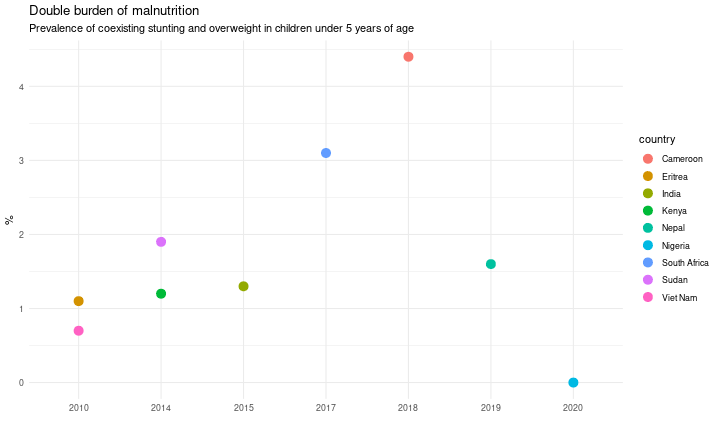 Double burden of malnutrition
Prevalence of coexisting stunting and overweight in children under 5 years of age
%
4
3
2
1
0
2010
2014
2015
2017
2018
2019
2020
country
Cameroon
Eritrea
India
Kenya
Nepal
Nigeria
South Africa
Sudan
Viet Nam